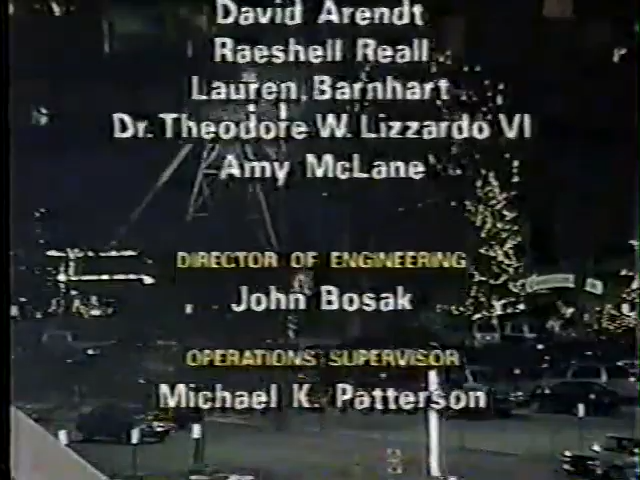 David Arendt
Raeshell Reall
Lauren Barnhart
Dr. Theodore W. Lizzardo VI
Amy McLane
DIRECTOR OF ENGINEERING
John Bosak
OPERATIONS SUPERVISOR
Michael K. Patterson